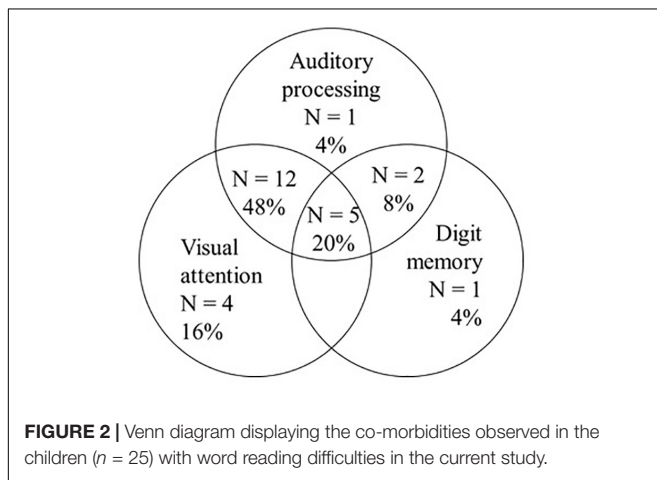 Auditory
processing
N = 1
4%
N = 12
48%
N = 2
8%
N = 5
20%
Visual
attention
N = 4
16%
Digit
memory
N = 1
4%
FIGURE 2 | Venn diagram displaying the co-morbidities observed in the
children (n = 25) with word reading difficulties in the current study.